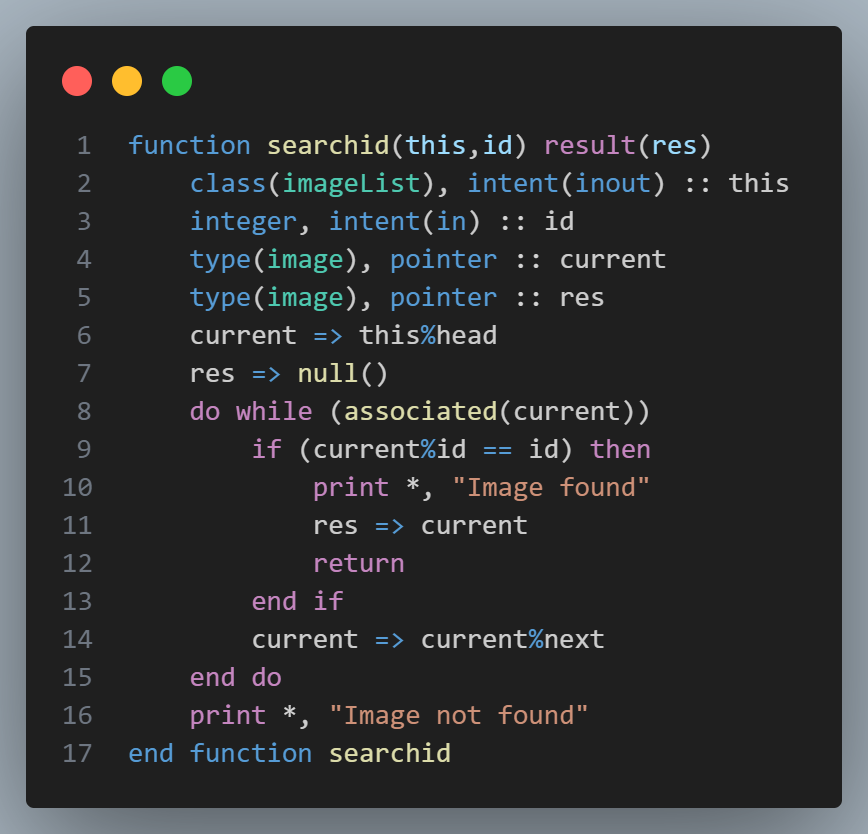 1 function searchid(this,id) result(res)
2     class(imageList), intent(inout) :: this
3     integer, intent(in) :: id
4     type(image), pointer :: current
5     type(image), pointer :: res
6     current => this%head
7     res => null()
8     do while (associated(current))
9         if (current%id == id) then
10             print *, "Image found"
11             res => current
12             return
13         end if
14         current => current%next
15     end do
16     print *, "Image not found"
17 end function searchid